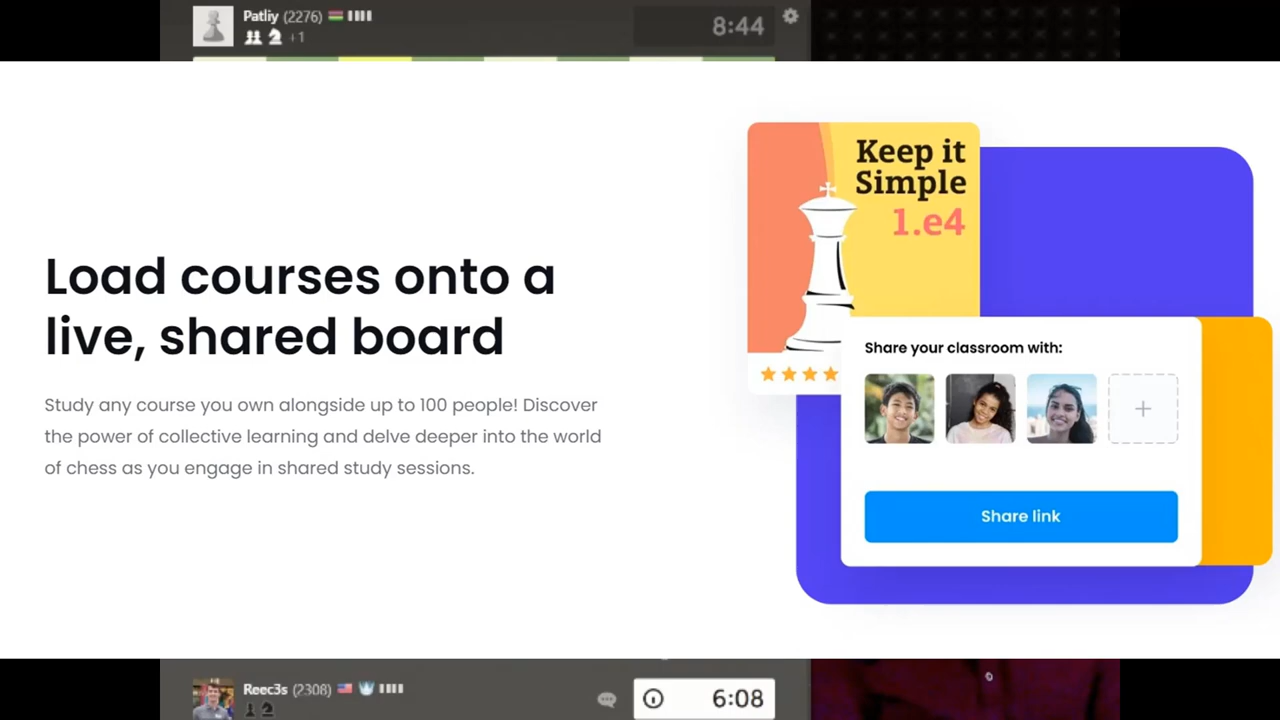 Patliy (2276)
+1
8:44
Keep it
Simple
1.e4
Load courses onto a
live, shared board
Study any course you own alongside up to 100 people! Discover
the power of collective learning and delve deeper into the world
of chess as you engage in shared study sessions.
Share your classroom with:
Share link
Reec3s (2308)
6:08